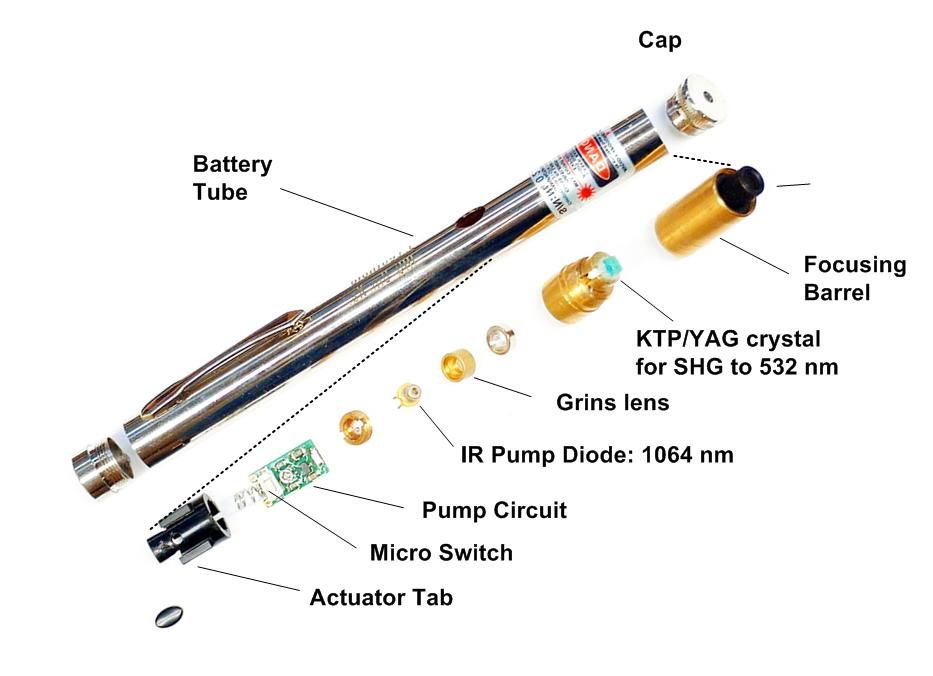 Cap
Battery
Tube
DANG
Focusing
Barrel
KTP/YAG crystal
for SHG to 532 nm
Grins lens
IR Pump Diode: 1064 nm
Pump Circuit
Micro Switch
Actuator Tab